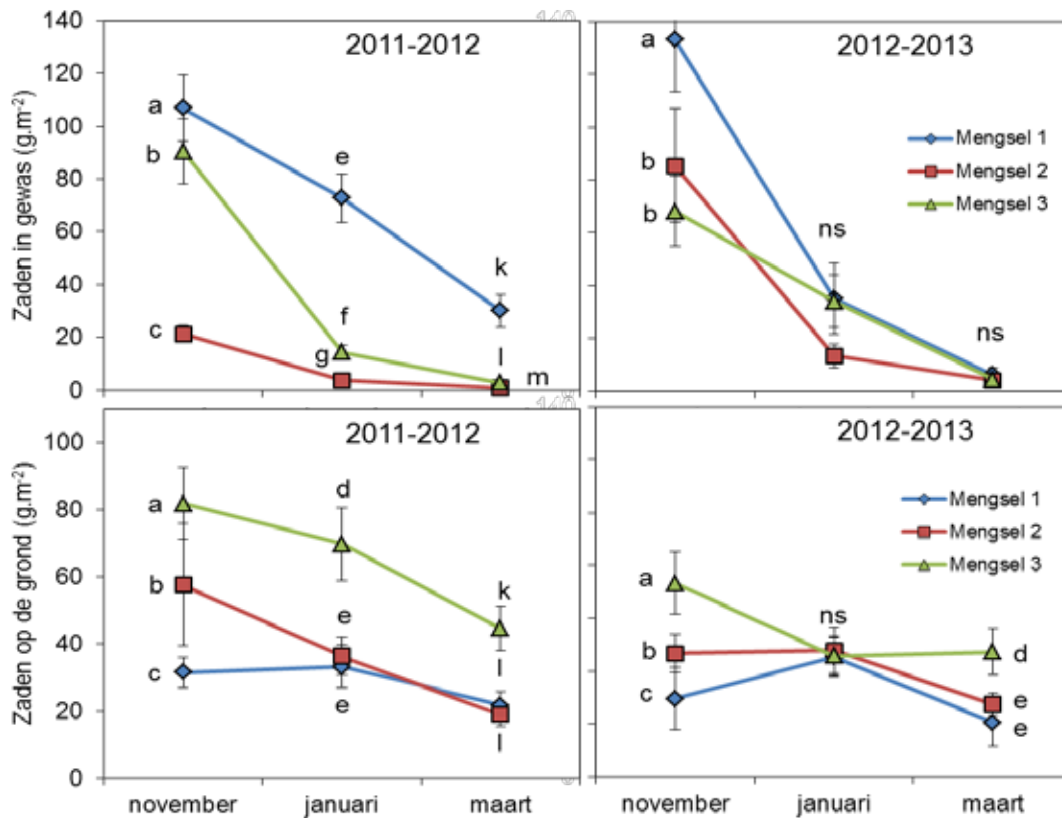 140
120
100
80
60
40
20
0
Zaden in gewas (g.m-2)
2011-2012
a
b
c
e
f
g
k
l
m
140
2012-2013
a
b
b
ns
ns
Mengsel 1
Mengsel 2
Mengsel 3
100
80
60
40
20
0
Zaden op de grond (g.m-2)
2011-2012
a
b
c
d
e
e
k
l
l
november
januari
maart
140
2012-2013
a
b
c
ns
d
e
e
Mengsel 1
Mengsel 2
Mengsel 3
november
januari
maart